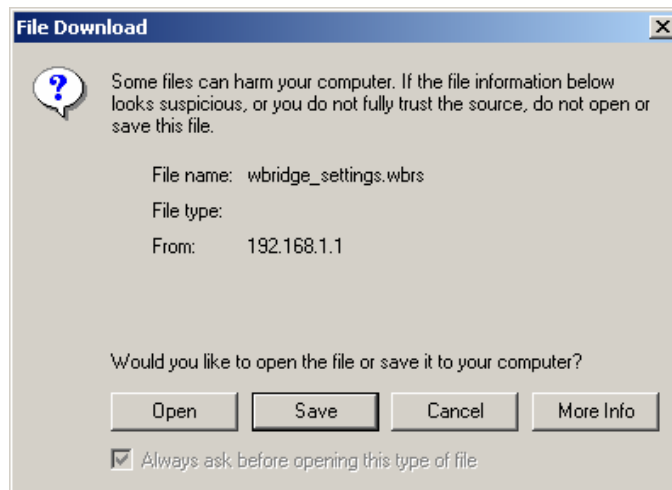 File Download
Some files can harm your computer. If the file information below
looks suspicious, or you do not fully trust the source, do not open or
save this file.
File name: wbridge_settings.wbrs
File type:
From: 192.168.1.1
Would you like to open the file or save it to your computer?
Open Save Cancel More Info
Always ask before opening this type of file